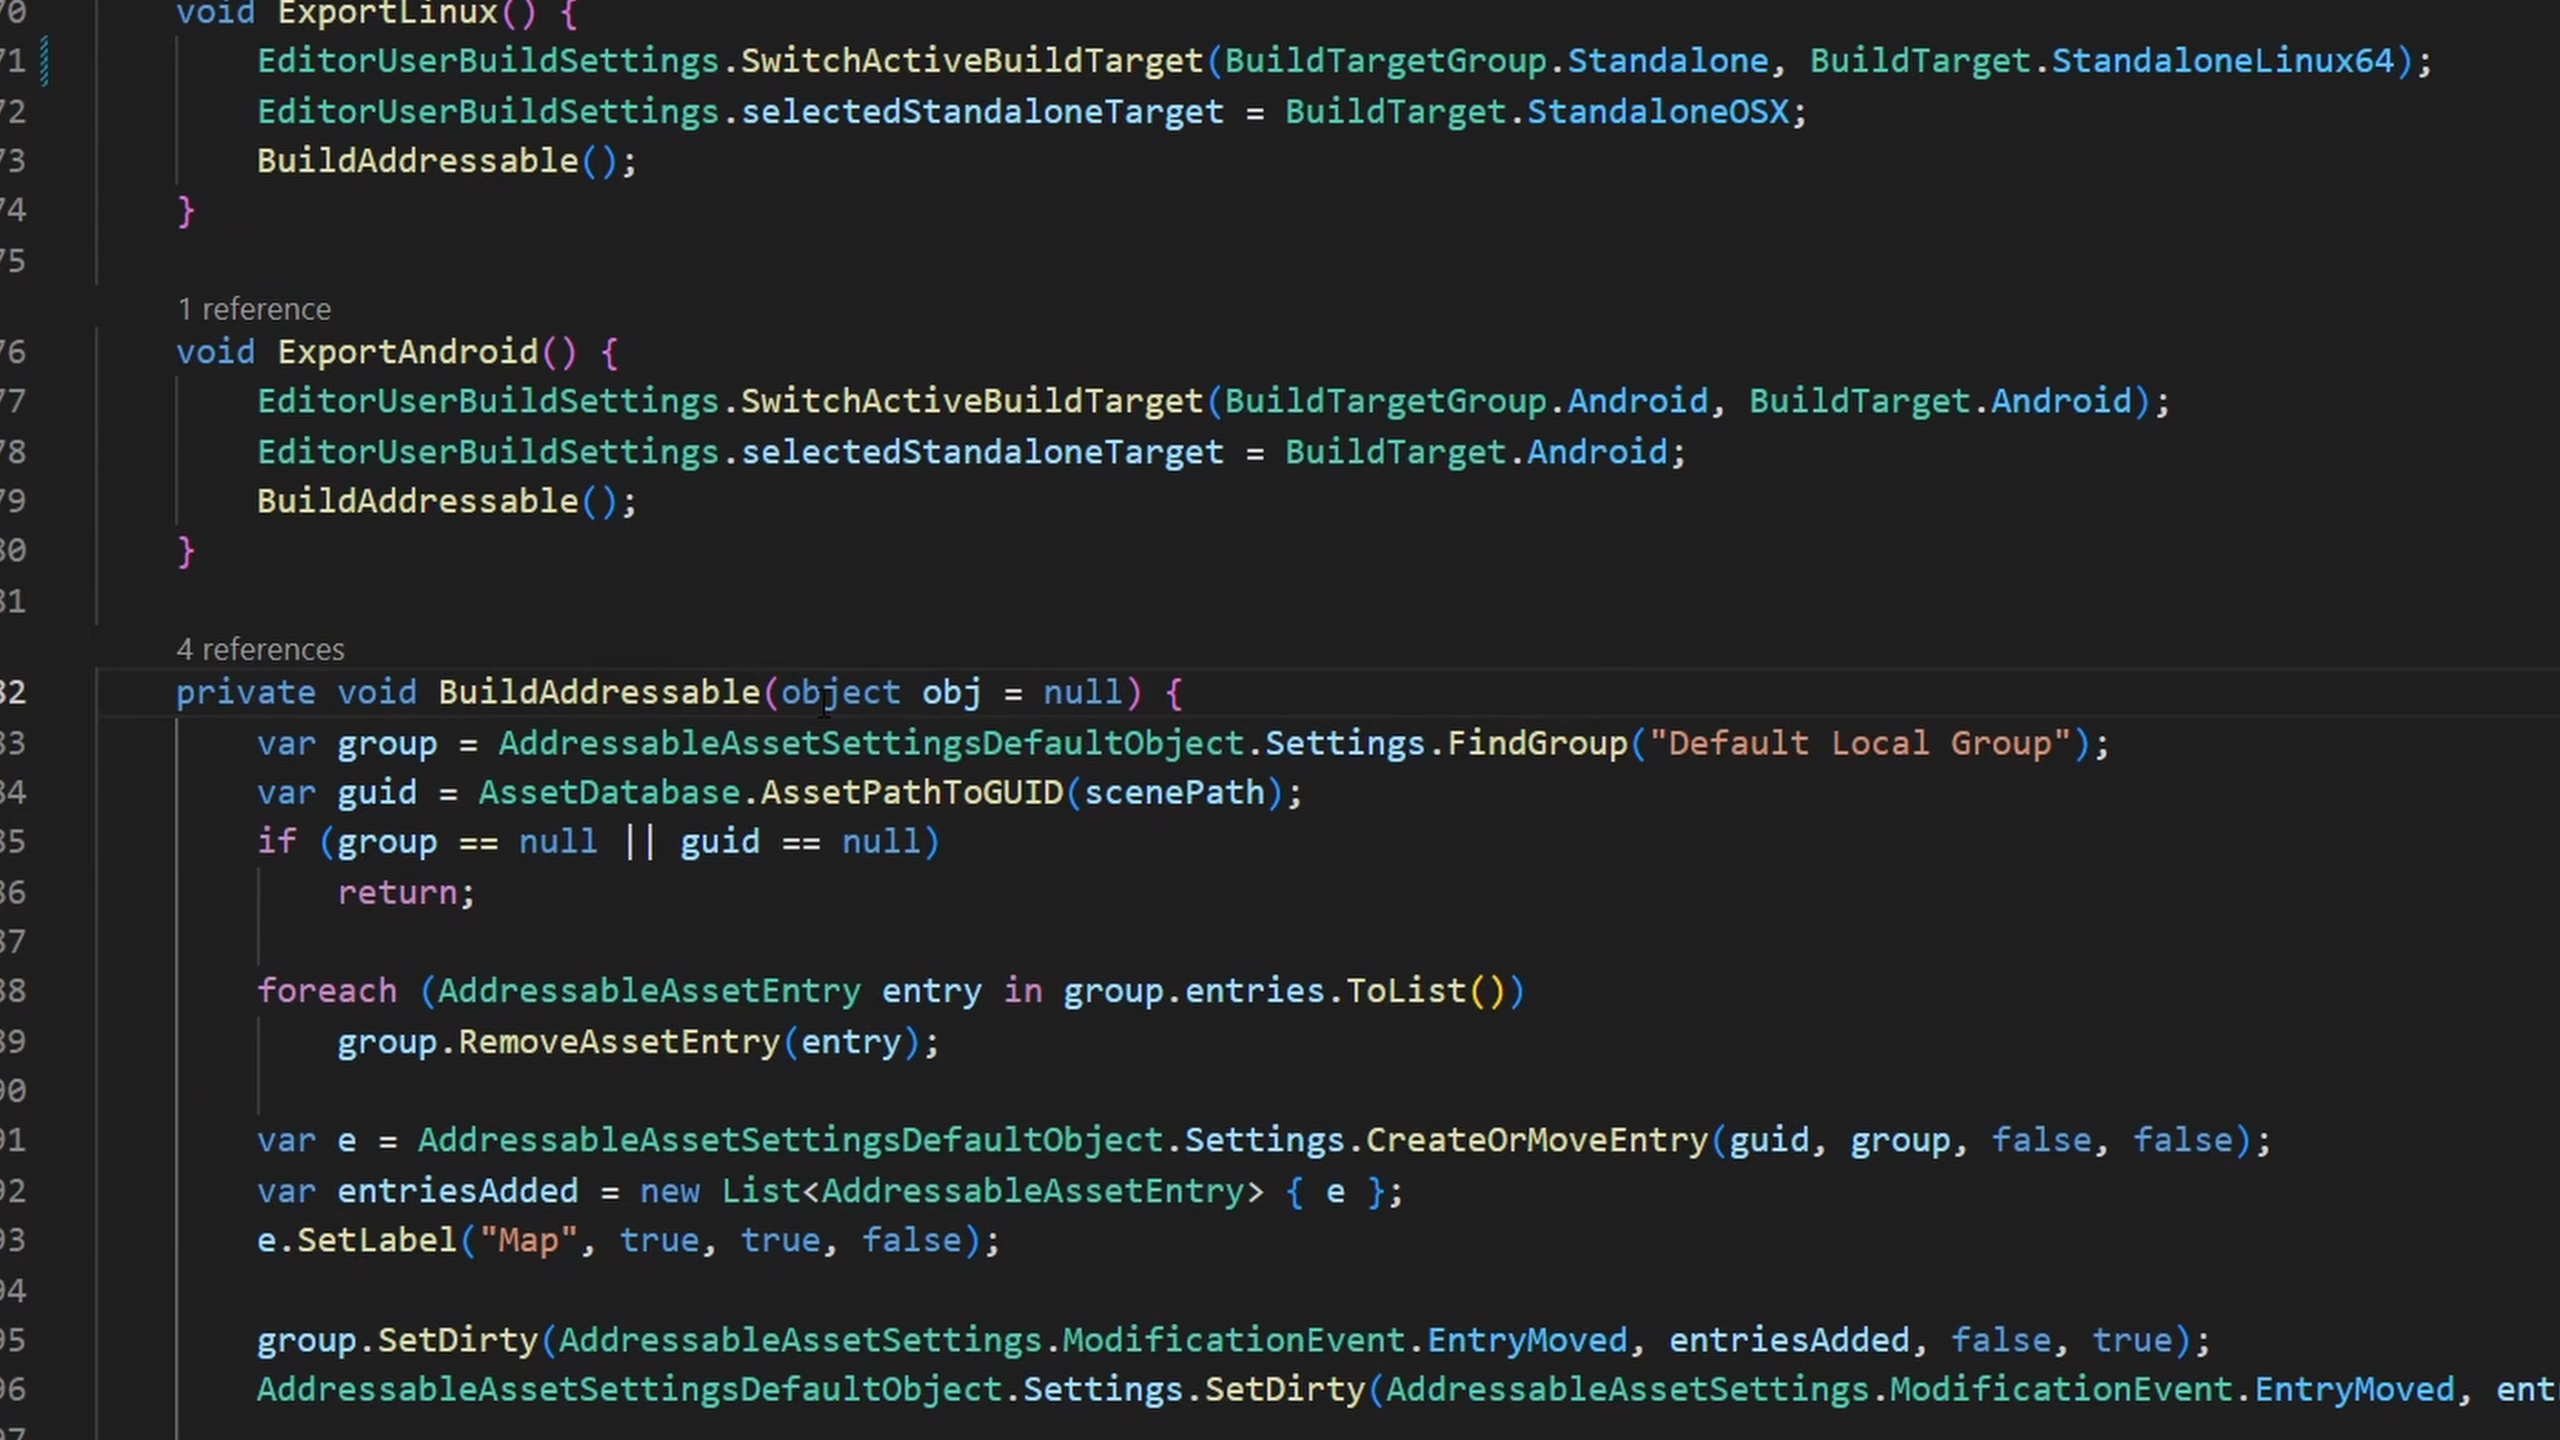 70 void ExportLinux() {
71 EditorUserBuildSettings.SwitchActiveBuildTarget(BuildTargetGroup.Standalone, BuildTarget.StandaloneLinux64);
72 EditorUserBuildSettings.selectedStandaloneTarget = BuildTarget.StandaloneOSX;
73 BuildAddressable();
74 }
75
1 reference
76 void ExportAndroid() {
77 EditorUserBuildSettings.SwitchActiveBuildTarget(BuildTargetGroup.Android, BuildTarget.Android);
78 EditorUserBuildSettings.selectedStandaloneTarget = BuildTarget.Android;
79 BuildAddressable();
80 }
81
4 references
82 private void BuildAddressable(object obj = null) {
83 var group = AddressableAssetSettingsDefaultObject.Settings.FindGroup("Default Local Group");
84 var guid = AssetDatabase.AssetPathToGUID(scenePath);
85 if (group == null || guid == null)
86 return;
87
88 foreach (AddressableAssetEntry entry in group.entries.ToList())
89 group.RemoveAssetEntry(entry);
90
91 var e = AddressableAssetSettingsDefaultObject.Settings.CreateOrMoveEntry(guid, group, false, false);
92 var entriesAdded = new List<AddressableAssetEntry> { e };
93 e.SetLabel("Map", true, true, false);
94
95 group.SetDirty(AddressableAssetSettings.ModificationEvent.EntryMoved, entriesAdded, false, true);
96 AddressableAssetSettingsDefaultObject.Settings.SetDirty(AddressableAssetSettings.ModificationEvent.EntryMoved, ent
97